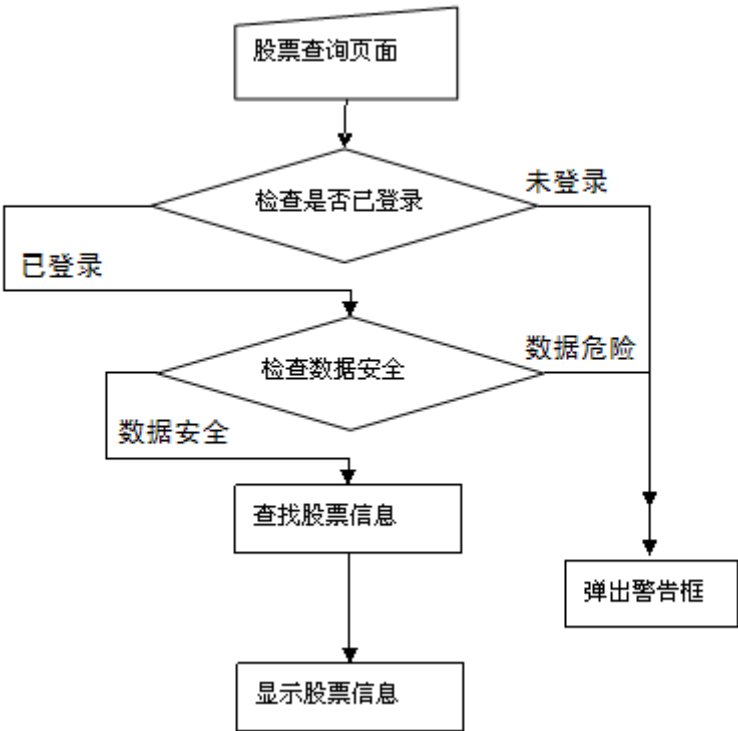 股票查询页面
检查是否已登录
未登录
已登录
检查数据安全
数据危险
数据安全
查找股票信息
弹出警告框
显示股票信息